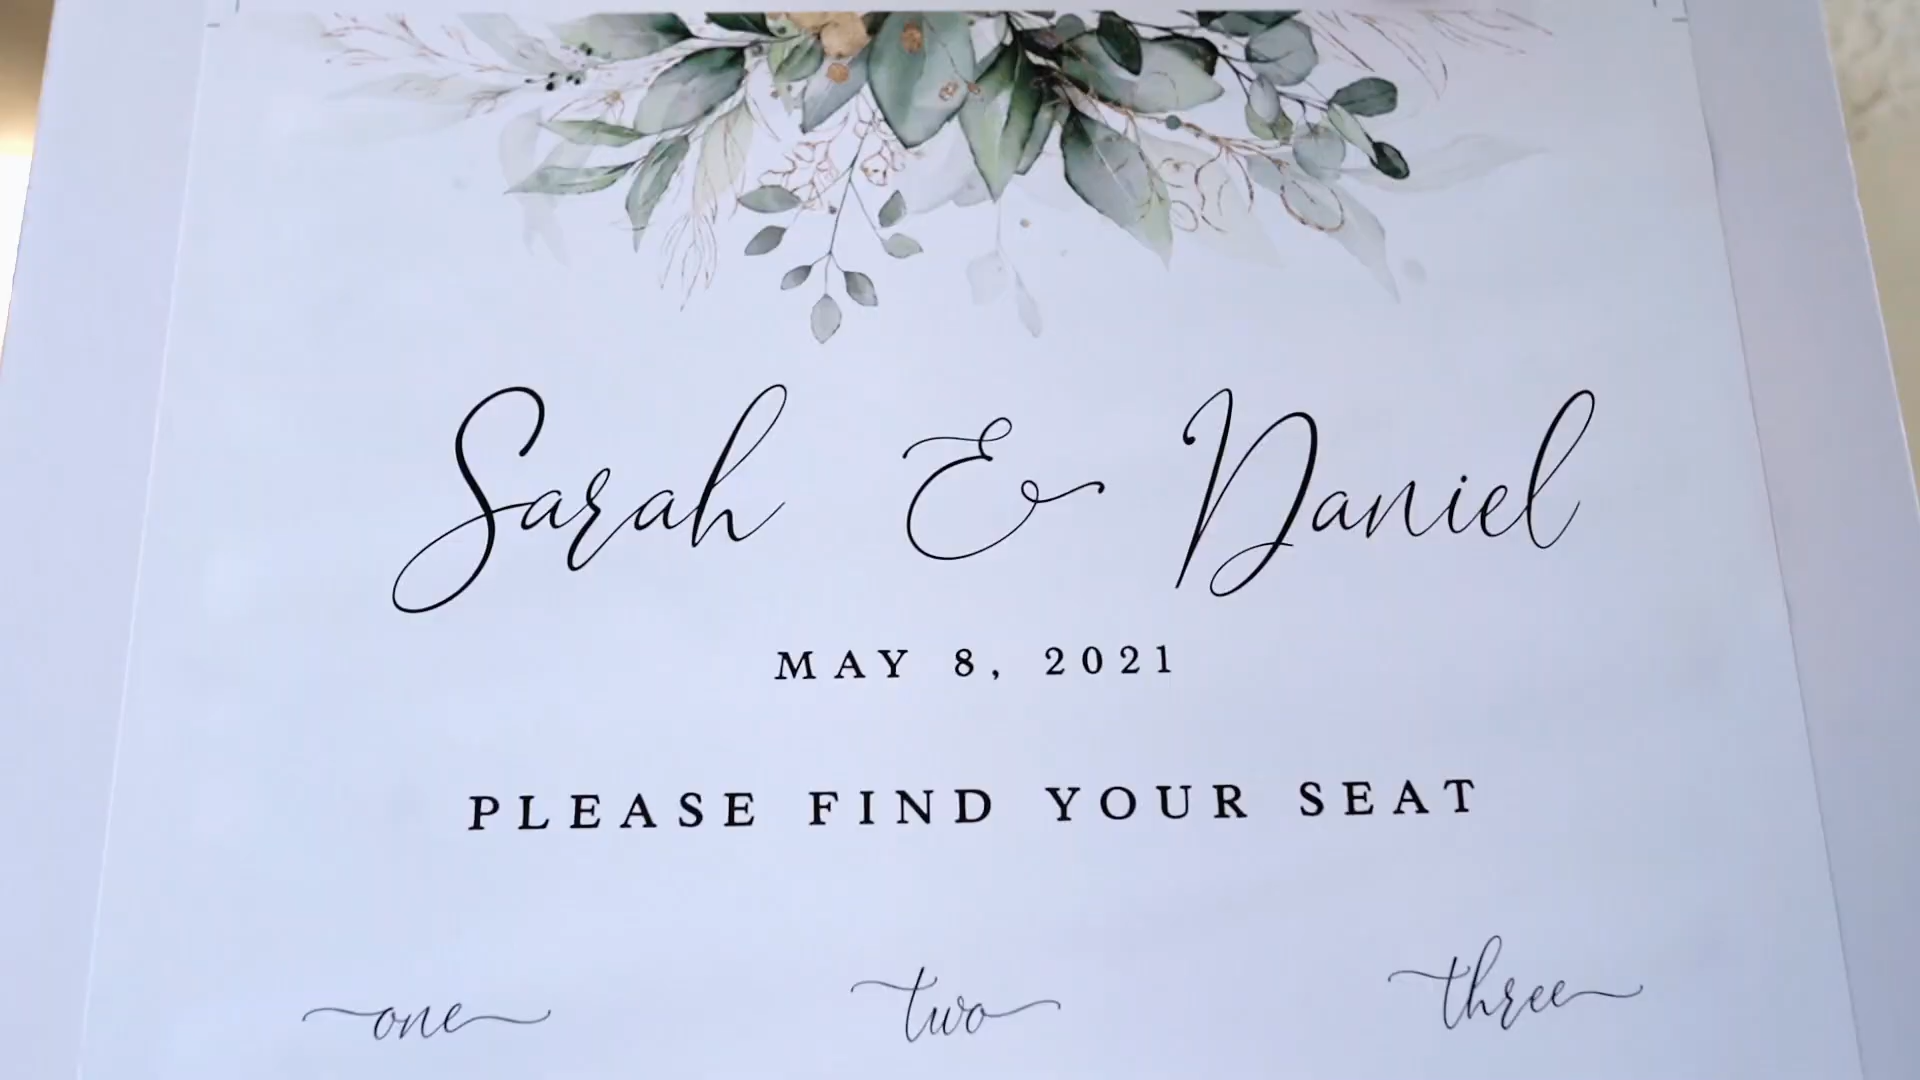 Sarah & Daniel
MAY 8, 2021
PLEASE FIND YOUR SEAT
one two three